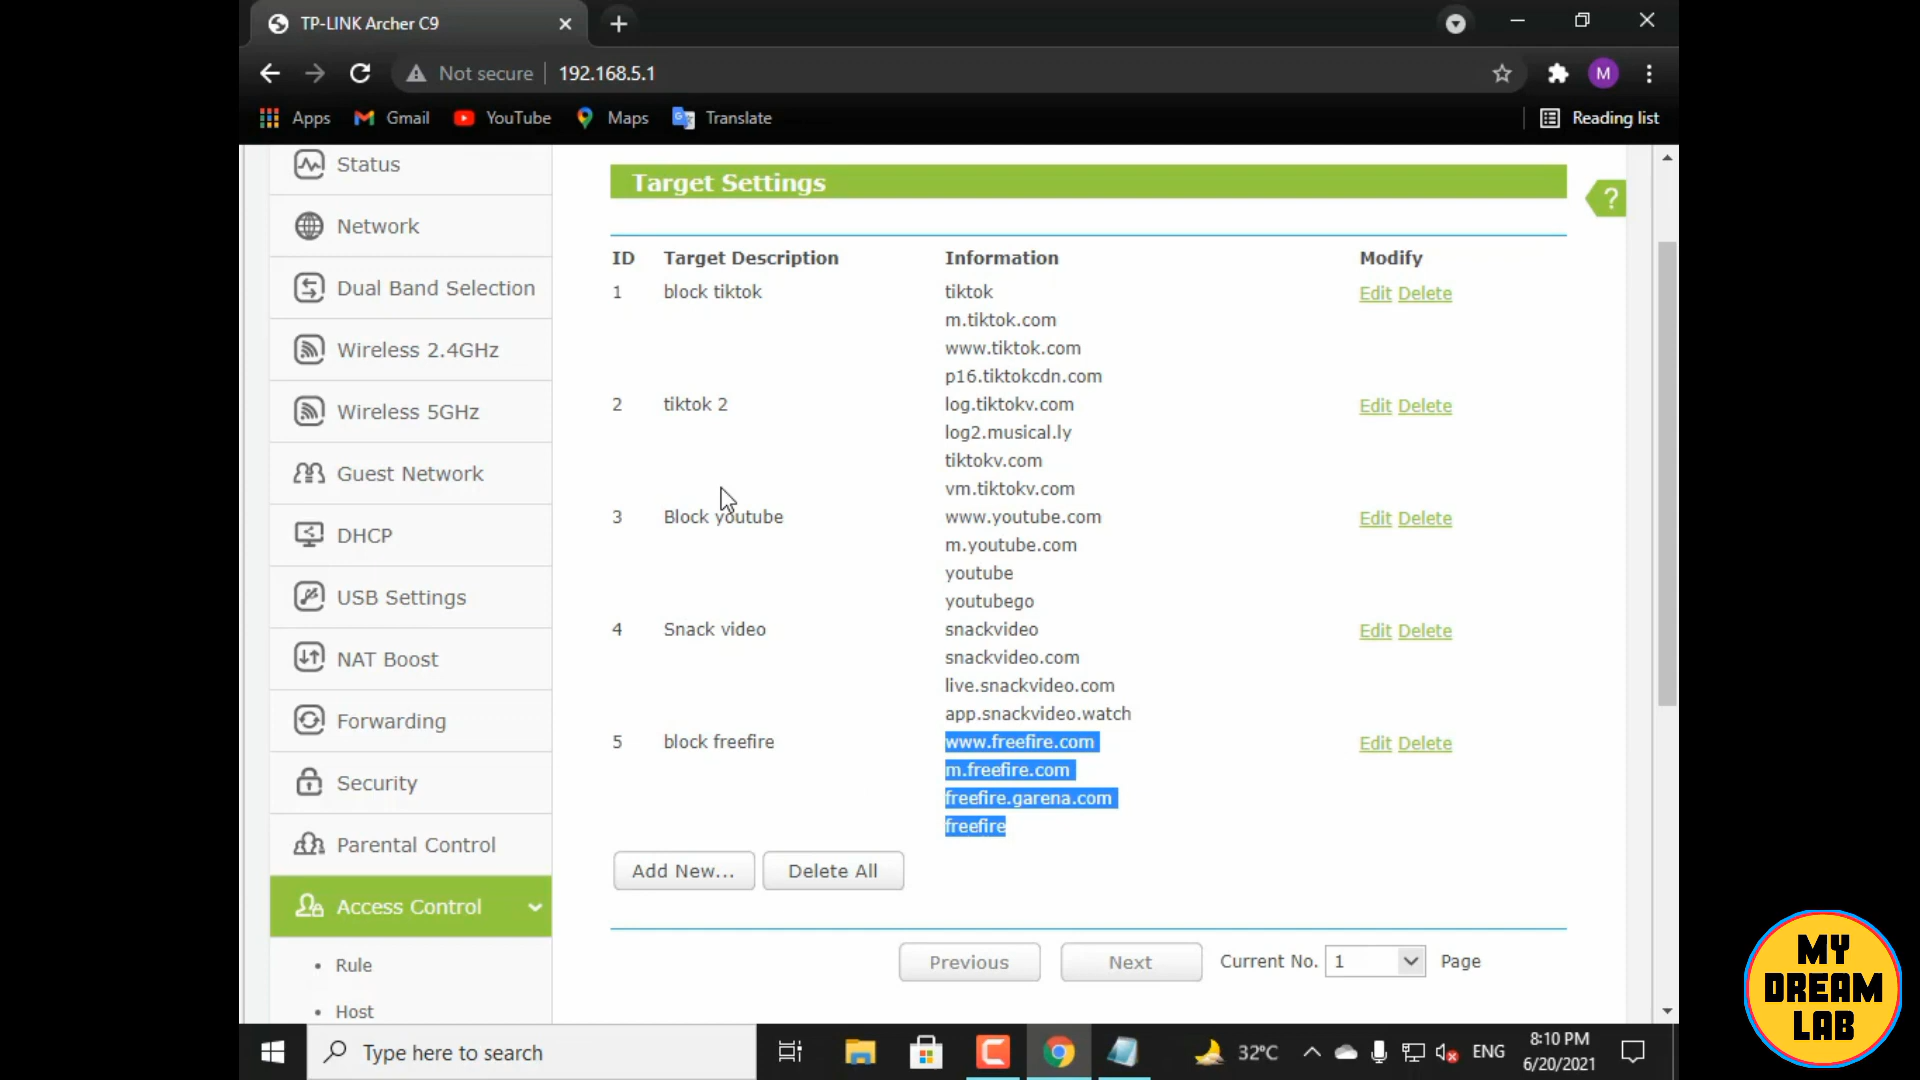 TP-LINK Archer C9
Not secure 192.168.5.1
M
Apps Gmail YouTube Maps Translate Reading list
Status
Network
Dual Band Selection
Wireless 2.4GHz
Wireless 5GHz
Guest Network
DHCP
USB Settings
NAT Boost
Forwarding
Security
Parental Control
Access Control
Rule
Host
Target Settings
?
ID Target Description Information Modify
1 block tiktok tiktok Edit Delete
m.tiktok.com
www.tiktok.com
p16.tiktokcdn.com
2 tiktok 2 log.tiktokv.com Edit Delete
log2.musical.ly
tiktokv.com
vm.tiktokv.com
3 Block youtube www.youtube.com Edit Delete
m.youtube.com
youtube
youtubego
4 Snack video snackvideo Edit Delete
snackvideo.com
live.snackvideo.com
app.snackvideo.watch
5 block freefire www.freefire.com Edit Delete
m.freefire.com
freefire.garena.com
freefire
Add New... Delete All
Previous Next Current No. 1 Page
Type here to search
32°C
ENG
8:10 PM
6/20/2021
MY
DREAM
LAB